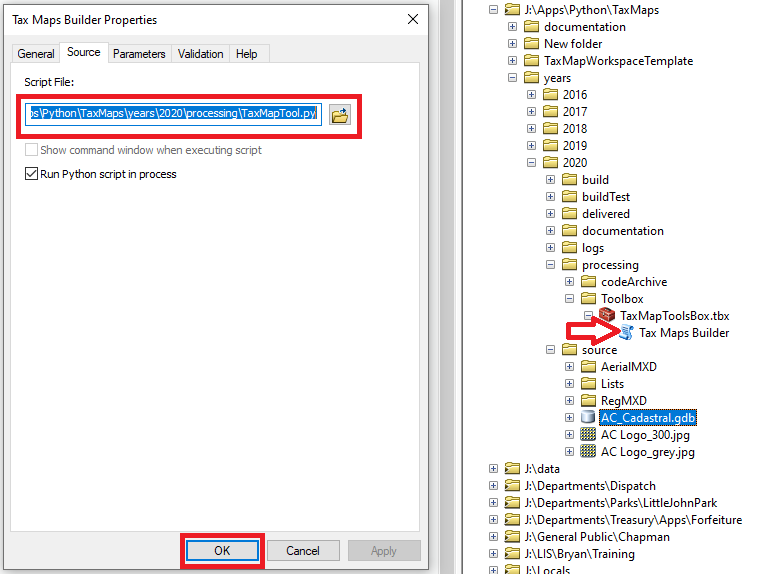 Tax Maps Builder Properties
General Source Parameters Validation Help
Script File:
ps\Python\TaxMaps\years\2020\processing\TaxMapTool.py
Show command window when executing script
Run Python script in process
OK Cancel Apply
J:\Apps\Python\TaxMaps
documentation
New folder
TaxMapWorkspaceTemplate
years
2016
2017
2018
2019
2020
build
buildTest
delivered
documentation
logs
processing
codeArchive
Toolbox
TaxMapToolsBox.tbx
Tax Maps Builder
source
AerialMXD
Lists
RegMXD
AC_Cadastral.gdb
AC Logo_300.jpg
AC Logo_grey.jpg
J:\data
J:\Departments\Dispatch
J:\Departments\Parks\LittleJohnPark
J:\Departments\Treasury\Apps\Forfeiture
J:\General Public\Chapman
J:\LIS\Bryan\Training
J:\Locals